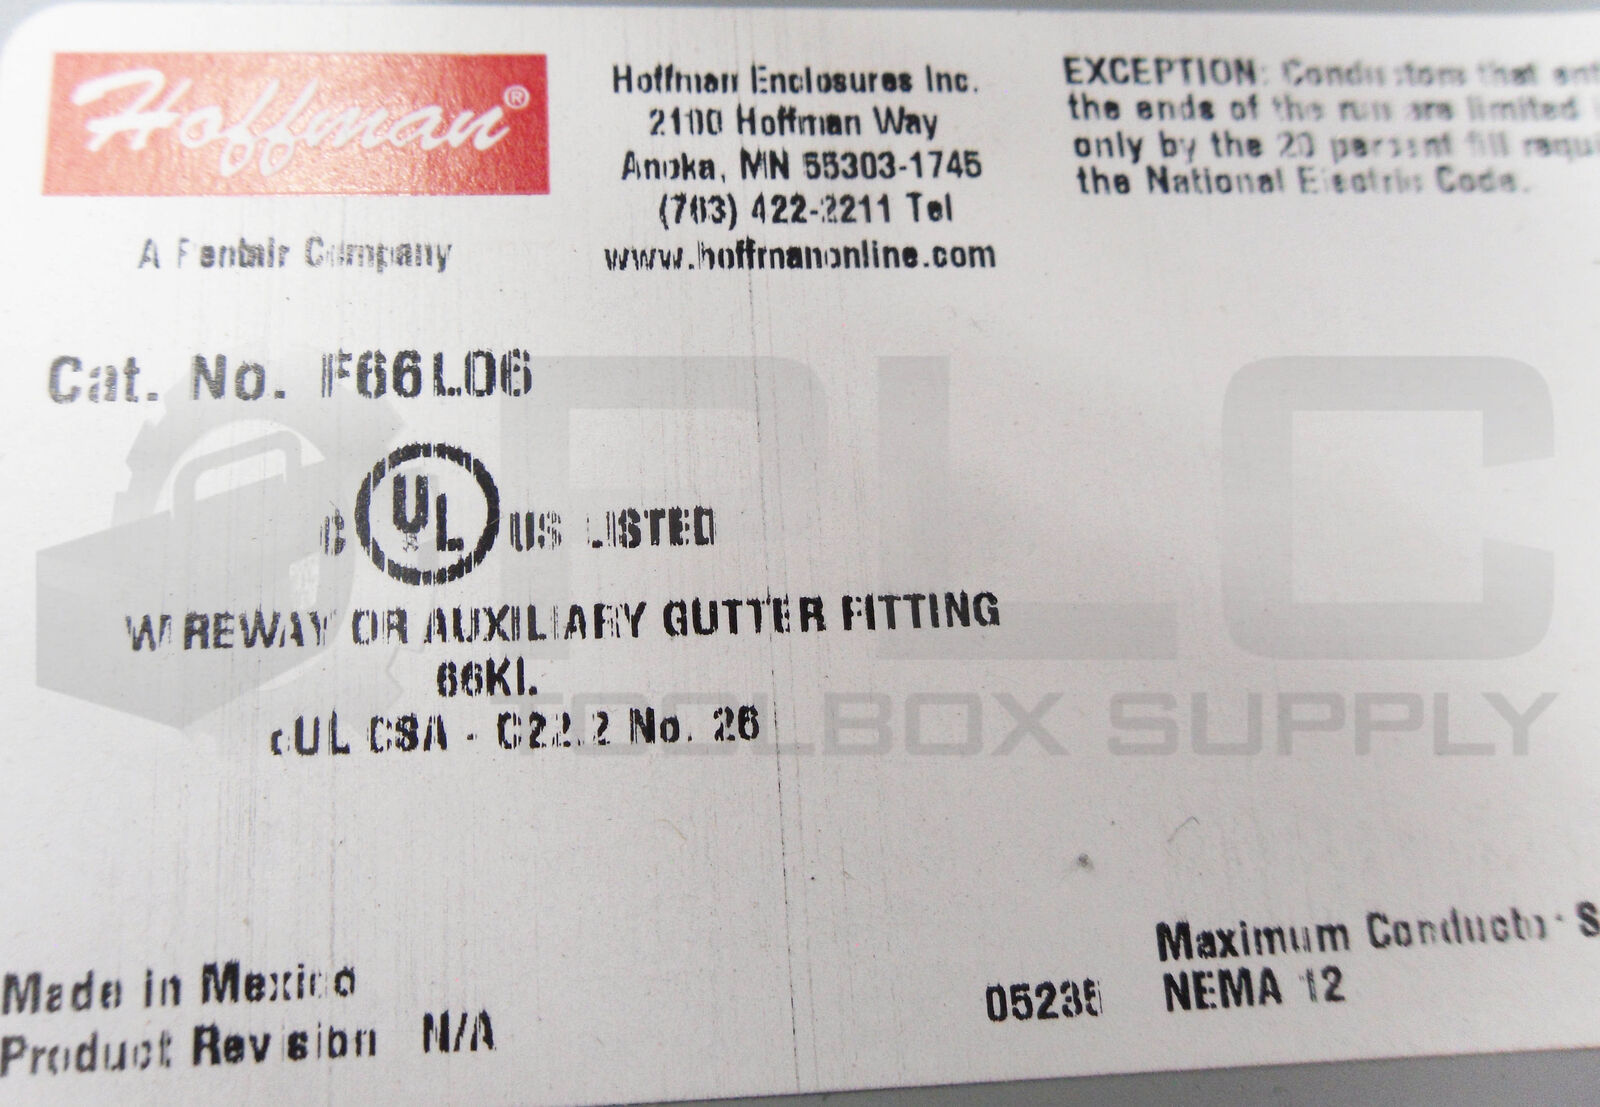 Hoffman®
A Pentair Company
Hoffman Enclosures Inc.
2100 Hoffman Way
Anoka, MN 55303-1745
(763) 422-2211 Tel
www.hoffmanonline.com
EXCEPTION: Conductors that
the ends of the run are limited
only by the 20 percent fill
the National Electric Code.
Cat. No. F66L06
C UL US LISTED
WIREWAY OR AUXILIARY GUTTER FITTING
66KL
cUL CSA - C22.2 No. 26
PLC
TOOLBOX SUPPLY
Made in Mexico
Product Revision N/A
Maximum Conductor
05235 NEMA 12